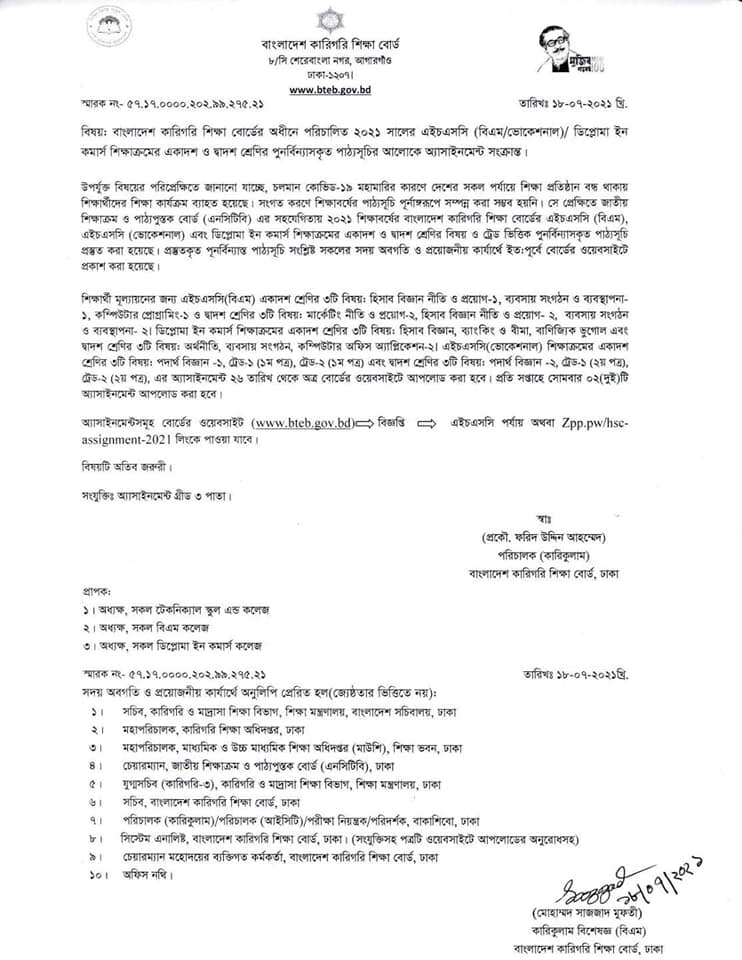 বাংলাদেশ কারিগরি শিক্ষা বোর্ড
৮/সি শেরেবাংলা নগর, আগারগাঁও
ঢাকা-১২০৭।
www.bteb.gov.bd
মুজিব
শতবর্ষ 100
স্মারক নং- ৫৭.১৭.০০০০.২০২.৯৯.২৭৫.২১
তারিখঃ ১৮-০৭-২০২১ খ্রি.
বিষয়: বাংলাদেশ কারিগরি শিক্ষা বোর্ডের অধীনে পরিচালিত ২০২১ সালের এইচএসসি (বিএম/ভোকেশনাল)/ ডিপ্লোমা ইন
কমার্স শিক্ষাক্রমের একাদশ ও দ্বাদশ শ্রেণির পুনর্বিন্যাসকৃত পাঠ্যসূচির আলোকে অ্যাসাইনমেন্ট সংক্রান্ত।
উপর্যুক্ত বিষয়ের পরিপ্রেক্ষিতে জানানো যাচ্ছে, চলমান কোভিড-১৯ মহামারির কারণে দেশের সকল পর্যায়ে শিক্ষা প্রতিষ্ঠান বন্ধ থাকায়
শিক্ষার্থীদের শিক্ষা কার্যক্রম ব্যাহত হয়েছে। সংগত কারণে শিক্ষাবর্ষের পাঠ্যসূচি পূর্নাঙ্গরূপে সম্পন্ন করা সম্ভব হয়নি। সে প্রেক্ষিতে জাতীয়
শিক্ষাক্রম ও পাঠ্যপুস্তক বোর্ড (এনসিটিবি) এর সহযোগিতায় ২০২১ শিক্ষাবর্ষের বাংলাদেশ কারিগরি শিক্ষা বোর্ডের এইচএসসি (বিএম),
এইচএসসি (ভোকেশনাল) এবং ডিপ্লোমা ইন কমার্স শিক্ষাক্রমের একাদশ ও দ্বাদশ শ্রেণির বিষয় ও ট্রেড ভিত্তিক পুনর্বিন্যাসকৃত পাঠ্যসূচি
প্রস্তুত করা হয়েছে। প্রস্তুতকৃত পূনর্বিন্যান্ত পাঠ্যসূচি সংশ্লিষ্ট সকলের সদয় অবগতি ও প্রয়োজনীয় কার্যার্থে ইত:পূর্বে বোর্ডের ওয়েবসাইটে
প্রকাশ করা হয়েছে।
শিক্ষার্থী মূল্যায়নের জন্য এইচএসসি(বিএম) একাদশ শ্রেণির ৩টি বিষয়: হিসাব বিজ্ঞান নীতি ও প্রয়োগ-১, ব্যবসায় সংগঠন ও ব্যবস্থাপনা-
১, কম্পিউটার প্রোগ্রামিং-১ ও দ্বাদশ শ্রেণির ৩টি বিষয়: মার্কেটিং নীতি ও প্রয়োগ-২, হিসাব বিজ্ঞান নীতি ও প্রয়োগ- ২, ব্যবসায় সংগঠন
ও ব্যবস্থাপনা- ২। ডিপ্লোমা ইন কমার্স শিক্ষাক্রমের একাদশ শ্রেণির ৩টি বিষয়: হিসাব বিজ্ঞান, ব্যাংকিং ও বীমা, বাণিজ্যিক ভুগোল এবং
দ্বাদশ শ্রেণির ৩টি বিষয়: অর্থনীতি, ব্যবসায় সংগঠন, কম্পিউটার অফিস অ্যাপ্লিকেশন-২। এইচএসসি(ভোকেশনাল) শিক্ষাক্রমের একাদশ
শ্রেণির ৩টি বিষয়: পদার্থ বিজ্ঞান -১, ট্রেড-১ (১ম পত্র), ট্রেড-২ (১ম পত্র) এবং দ্বাদশ শ্রেণির ৩টি বিষয়: পদার্থ বিজ্ঞান -২, ট্রেড-১ (২য় পত্র),
ট্রেড-২ (২য় পত্র), এর অ্যাসাইনমেন্ট ২৬ তারিখ থেকে অত্র বোর্ডের ওয়েবসাইটে আপলোড করা হবে। প্রতি সপ্তাহে সোমবার ০২(দুই)টি
অ্যাসাইনমেন্ট আপলোড করা হবে।
অ্যাসাইনমেন্টসমূহ বোর্ডের ওয়েবসাইট (www.bteb.gov.bd)⇨ বিজ্ঞপ্তি ⇨ এইচএসসি পর্যায় অথবা Zpp.pw/hsc-
assignment-2021 লিংকে পাওয়া যাবে।
বিষয়টি অতিব জরুরী।
সংযুক্তিঃ অ্যাসাইনমেন্ট গ্রীড ৩ পাতা।
স্বাঃ
(প্রকৌ. ফরিদ উদ্দিন আহম্মেদ)
পরিচালক (কারিকুলাম)
বাংলাদেশ কারিগরি শিক্ষা বোর্ড, ঢাকা
প্রাপক:
১। অধ্যক্ষ, সকল টেকনিক্যাল স্কুল এন্ড কলেজ
২। অধ্যক্ষ, সকল বিএম কলেজ
৩। অধ্যক্ষ, সকল ডিপ্লোমা ইন কমার্স কলেজ
স্মারক নং- ৫৭.১৭.০০০০.২০২.৯৯.২৭৫.২১
তারিখঃ ১৮-০৭-২০২১খ্রি.
সদয় অবগতি ও প্রয়োজনীয় কার্যার্থে অনুলিপি প্রেরিত হল(জ্যেষ্ঠতার ভিত্তিতে নয়):
১। সচিব, কারিগরি ও মাদ্রাসা শিক্ষা বিভাগ, শিক্ষা মন্ত্রণালয়, বাংলাদেশ সচিবালয়, ঢাকা
২। মহাপরিচালক, কারিগরি শিক্ষা অধিদপ্তর, ঢাকা
৩। মহাপরিচালক, মাধ্যমিক ও উচ্চ মাধ্যমিক শিক্ষা অধিদপ্তর (মাউশি), শিক্ষা ভবন, ঢাকা
৪। চেয়ারম্যান, জাতীয় শিক্ষাক্রম ও পাঠ্যপুস্তক বোর্ড (এনসিটিবি), ঢাকা
৫। যুগ্মসচিব (কারিগরি-৩), কারিগরি ও মাদ্রাসা শিক্ষা বিভাগ, শিক্ষা মন্ত্রণালয়, ঢাকা
৬। সচিব, বাংলাদেশ কারিগরি শিক্ষা বোর্ড, ঢাকা
৭। পরিচালক (কারিকুলাম)/পরিচালক (আইসিটি)/পরীক্ষা নিয়ন্ত্রক/পরিদর্শক, বাকাশিবো, ঢাকা
৮। সিস্টেম এনালিষ্ট, বাংলাদেশ কারিগরি শিক্ষা বোর্ড, ঢাকা। (সংযুক্তিসহ পত্রটি ওয়েবসাইটে আপলোডের অনুরোধসহ)
৯। চেয়ারম্যান মহোদয়ের ব্যক্তিগত কর্মকর্তা, বাংলাদেশ কারিগরি শিক্ষা বোর্ড, ঢাকা
১০। অফিস নথি।
১৮/০৭/২০২১
(মোহাম্মদ সাজজাদ মুফতী)
কারিকুলাম বিশেষজ্ঞ (বিএম)
বাংলাদেশ কারিগরি শিক্ষা বোর্ড, ঢাকা